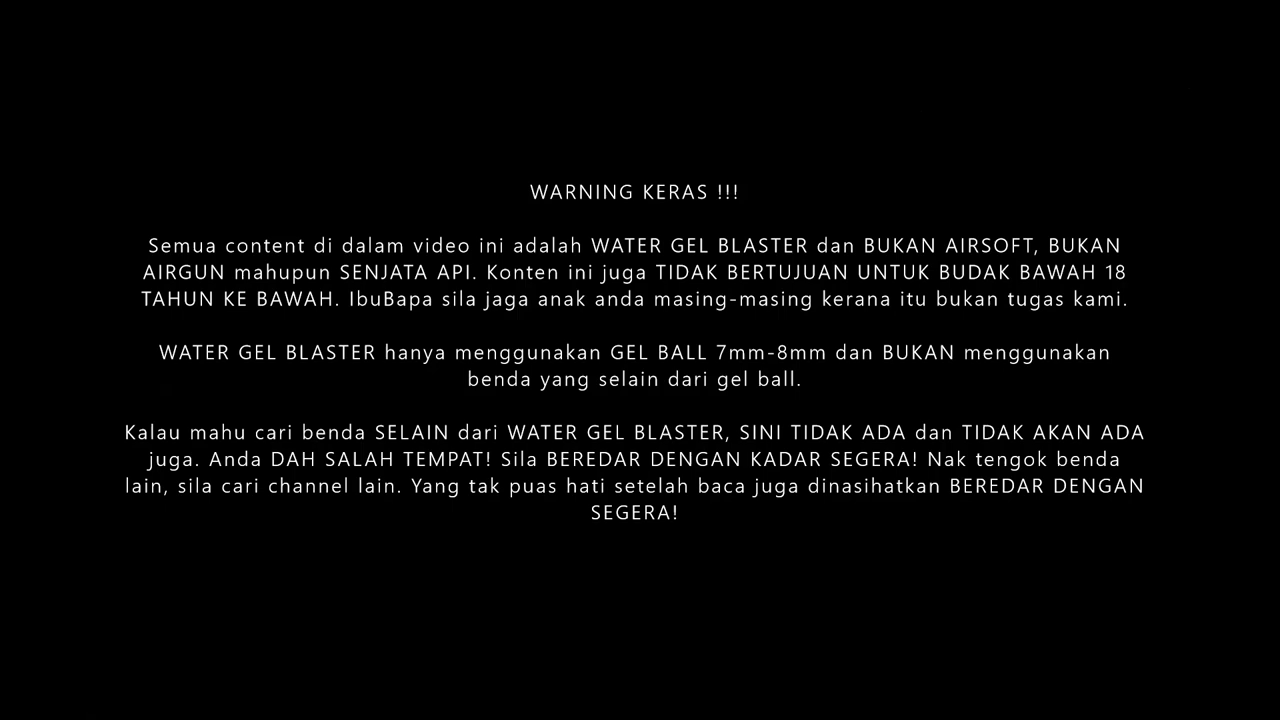 WARNING KERAS !!!
Semua content di dalam video ini adalah WATER GEL BLASTER dan BUKAN AIRSOFT, BUKAN
AIRGUN mahupun SENJATA API. Konten ini juga TIDAK BERTUJUAN UNTUK BUDAK BAWAH 18
TAHUN KE BAWAH. IbuBapa sila jaga anak anda masing-masing kerana itu bukan tugas kami.
WATER GEL BLASTER hanya menggunakan GEL BALL 7mm-8mm dan BUKAN menggunakan
benda yang selain dari gel ball.
Kalau mahu cari benda SELAIN dari WATER GEL BLASTER, SINI TIDAK ADA dan TIDAK AKAN ADA
juga. Anda DAH SALAH TEMPAT! Sila BEREDAR DENGAN KADAR SEGERA! Nak tengok benda
lain, sila cari channel lain. Yang tak puas hati setelah baca juga dinasihatkan BEREDAR DENGAN
SEGERA!